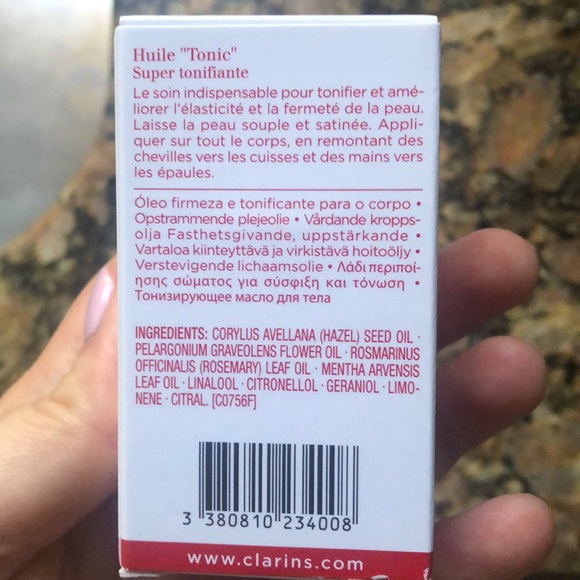 Huile "Tonic"
Super tonifiante
Le soin indispensable pour tonifier et amé-
liorer l'élasticité et la fermeté de la peau.
Laisse la peau souple et satinée. Appli-
quer sur tout le corps, en remontant des
chevilles vers les cuisses et des mains vers
les épaules.
Óleo firmeza e tonificante para o corpo •
Opstrammende plejeolie • Vårdande kropps-
olja Fasthetsgivande, uppstärkande •
Vartaloa kiinteyttävä ja virkistävä hoitoöljy •
Verstevigende lichaamsolie • Λάδι περιποί-
ησης σώματος για σύσφιξη και τόνωση •
Тонизирующее масло для тела
INGREDIENTS: CORYLUS AVELLANA (HAZEL) SEED OIL ·
PELARGONIUM GRAVEOLENS FLOWER OIL · ROSMARINUS
OFFICINALIS (ROSEMARY) LEAF OIL · MENTHA ARVENSIS
LEAF OIL · LINALOOL · CITRONELLOL · GERANIOL · LIMO-
NENE · CITRAL. [C0756F]
3 380810 234008
www.clarins.com